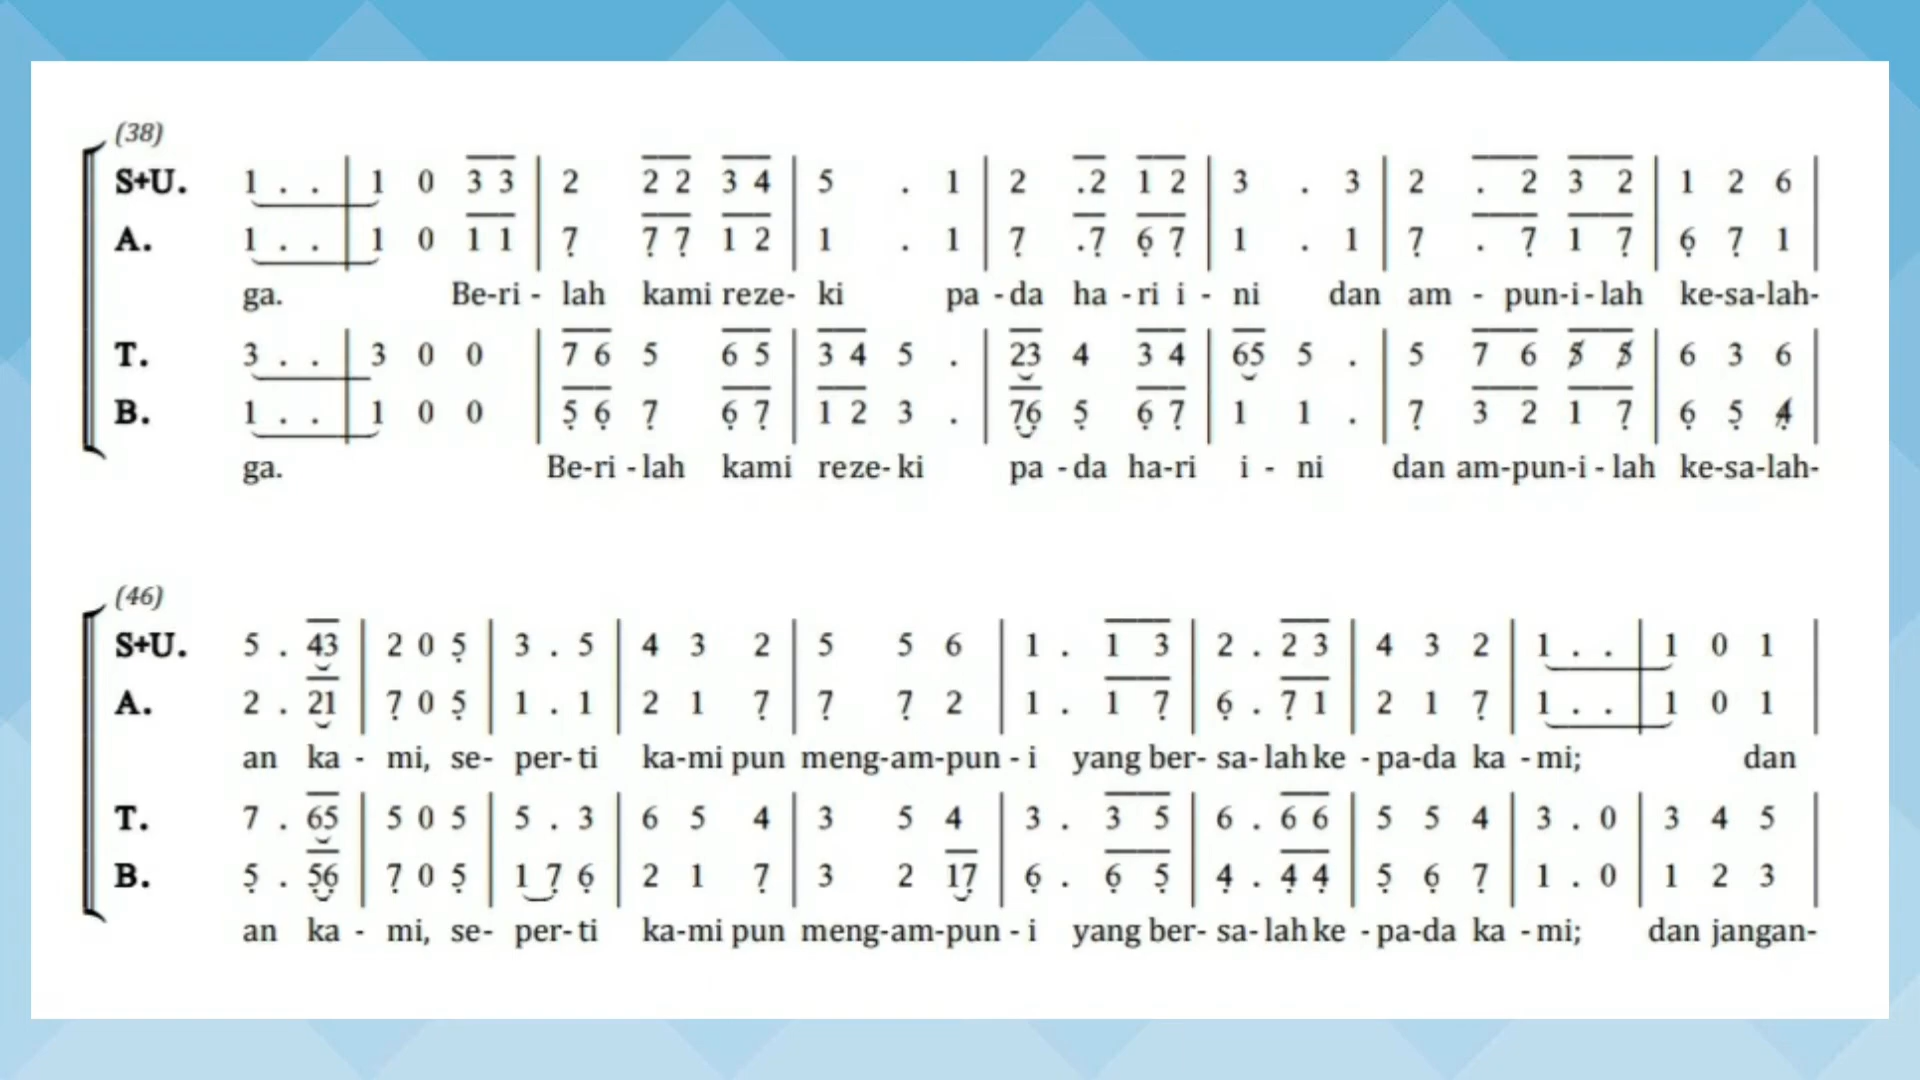 (38)
S+U. 1 . . | 1 0 3 3 | 2 2 2 3 4 | 5 . 1 | 2 .2 1 2 | 3 . 3 | 2 . 2 3 2 | 1 2 6 |
A. 1 . . | 1 0 1 1 | 7̣ 7̣ 7̣ 1 2 | 1 . 1 | 7̣ .7̣ 6̣ 7̣ | 1 . 1 | 7̣ . 7̣ 1 7̣ | 6̣ 7̣ 1 |
ga. Be-ri - lah kami reze- ki pa - da ha - ri i - ni dan am - pun-i-lah ke-sa-lah-
T. 3 . . | 3 0 0 | 7 6 5 6 5 | 3 4 5 . | 23 4 3 4 | 65 5 . | 5 7 6 5̸ 5̸ | 6 3 6 |
B. 1 . . | 1 0 0 | 5̣ 6̣ 7̣ 6̣ 7̣ | 1 2 3 . | 7̣6̣ 5̣ 6̣ 7̣ | 1 1 . | 7̣ 3 2 1 7̣ | 6̣ 5̣ 4̸̣ |
ga. Be-ri - lah kami reze-ki pa - da ha-ri i - ni dan am-pun-i-lah ke-sa-lah-
(46)
S+U. 5 . 43 | 2 0 5̣ | 3 . 5 | 4 3 2 | 5 5 6 | 1 . 1 3 | 2 . 2 3 | 4 3 2 | 1 . . | 1 0 1 |
A. 2 . 21 | 7̣ 0 5̣ | 1 . 1 | 2 1 7̣ | 7̣ 7̣ 2 | 1 . 1 7̣ | 6̣ . 7̣ 1 | 2 1 7̣ | 1 . . | 1 0 1 |
an ka - mi, se- per-ti ka-mi pun meng-am-pun - i yang ber- sa-lah ke - pa-da ka - mi; dan
T. 7 . 65 | 5 0 5 | 5 . 3 | 6 5 4 | 3 5 4 | 3 . 3 5 | 6 . 6 6 | 5 5 4 | 3 . 0 | 3 4 5 |
B. 5̣ . 5̣6̣ | 7̣ 0 5̣ | 1 7̣ 6̣ | 2 1 7̣ | 3 2 17̣ | 6̣ . 6̣ 5̣ | 4̣ . 4̣ 4̣ | 5̣ 6̣ 7̣ | 1 . 0 | 1 2 3 |
an ka - mi, se- per-ti ka-mi pun meng-am-pun - i yang ber- sa-lah ke - pa-da ka - mi; dan jangan-